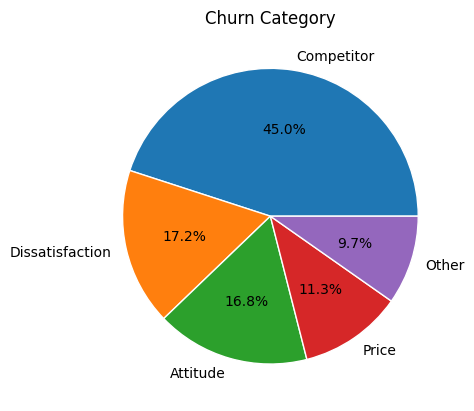 Churn Category
Competitor
45.0%
Dissatisfaction
17.2%
Attitude
16.8%
Price
11.3%
Other
9.7%